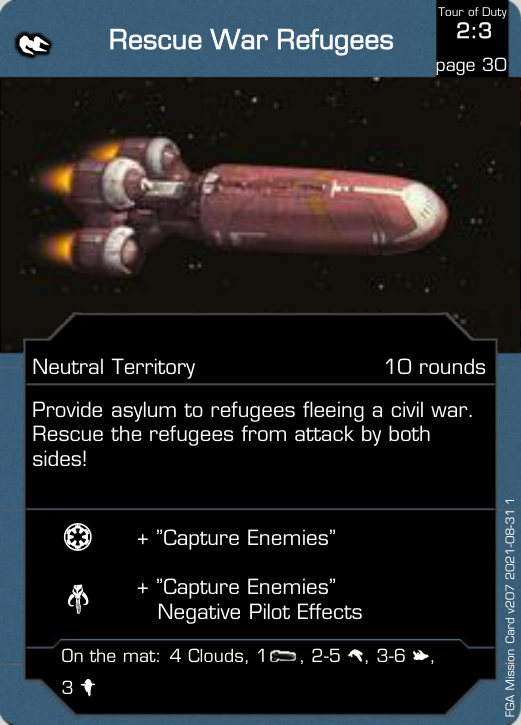 Rescue War Refugees
Tour of Duty
2:3
page 30
Neutral Territory 10 rounds
Provide asylum to refugees fleeing a civil war.
Rescue the refugees from attack by both
sides!
+ "Capture Enemies"
+ "Capture Enemies"
Negative Pilot Effects
On the mat: 4 Clouds, 1 , 2-5 , 3-6 ,
3
FGA Mission Card v207 2021-08-31 1